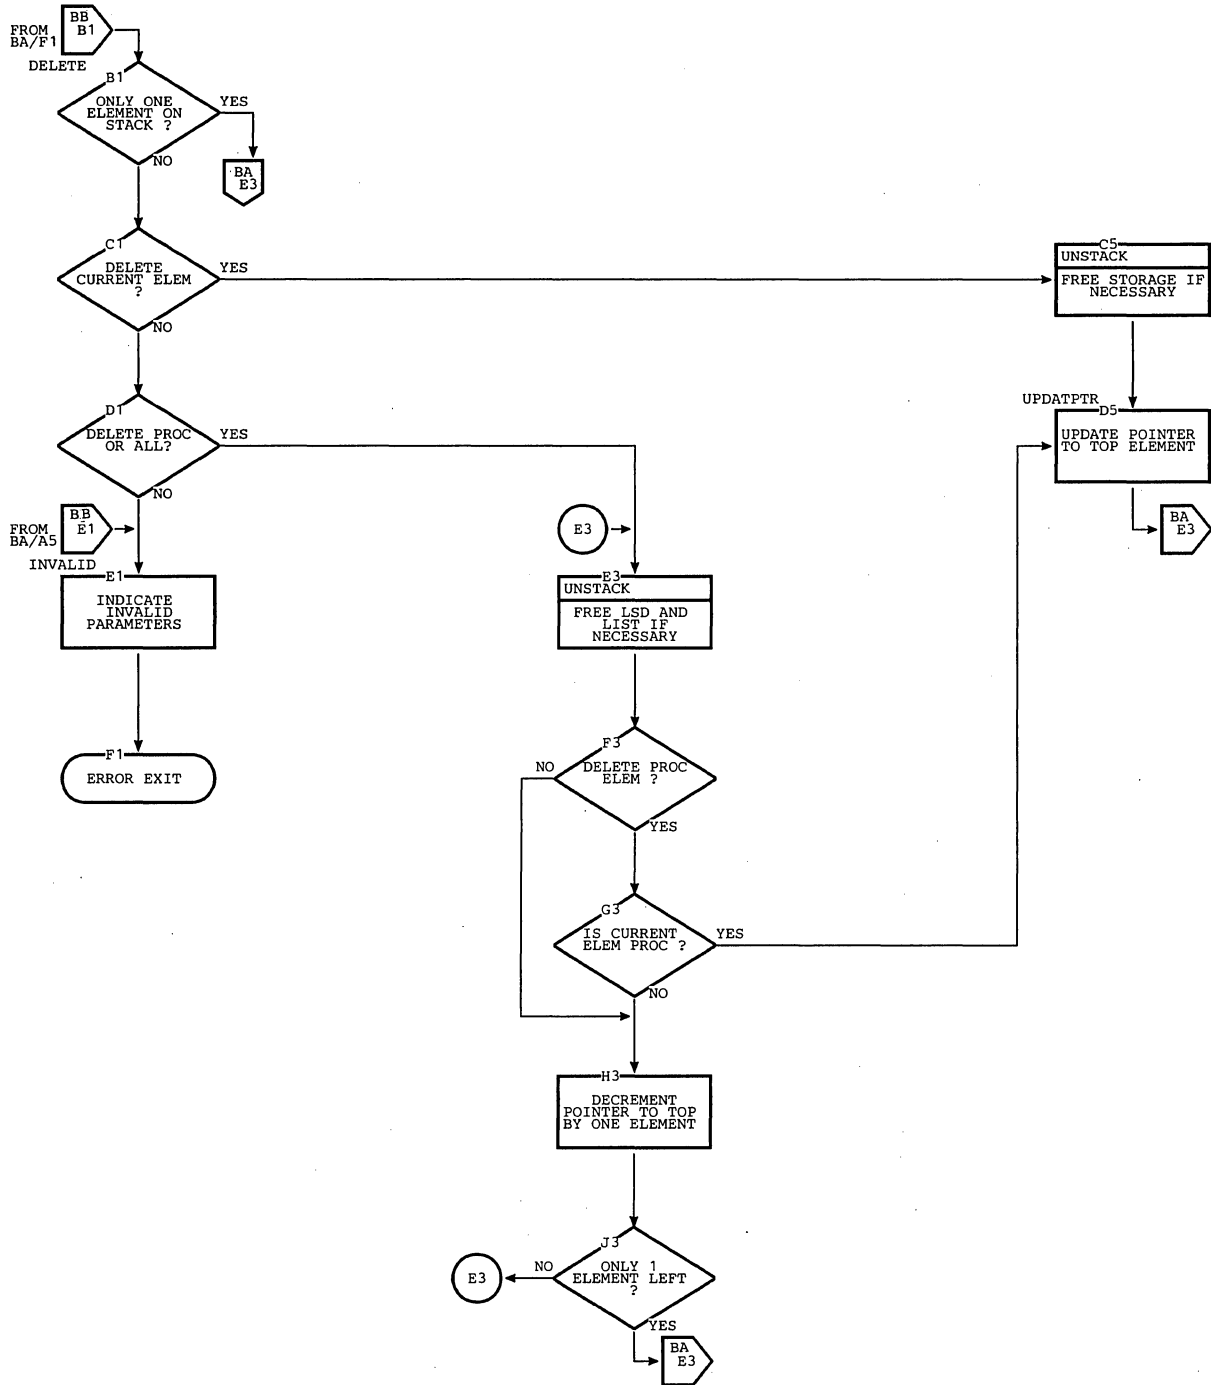 BB
B1
FROM
BA/F1
DELETE
B1
ONLY ONE
ELEMENT ON
STACK ?
YES
NO
BA
E3
C1
DELETE
CURRENT ELEM
?
YES
NO
C5
UNSTACK
FREE STORAGE IF
NECESSARY
D1
DELETE PROC
OR ALL?
YES
NO
UPDATPTR
D5
UPDATE POINTER
TO TOP ELEMENT
BA
E3
BB
E1
FROM
BA/A5
INVALID
E1
INDICATE
INVALID
PARAMETERS
E3
E3
UNSTACK
FREE LSD AND
LIST IF
NECESSARY
F1
ERROR EXIT
F3
DELETE PROC
ELEM ?
NO
YES
G3
IS CURRENT
ELEM PROC ?
YES
NO
H3
DECREMENT
POINTER TO TOP
BY ONE ELEMENT
J3
ONLY 1
ELEMENT LEFT
?
NO
E3
YES
BA
E3